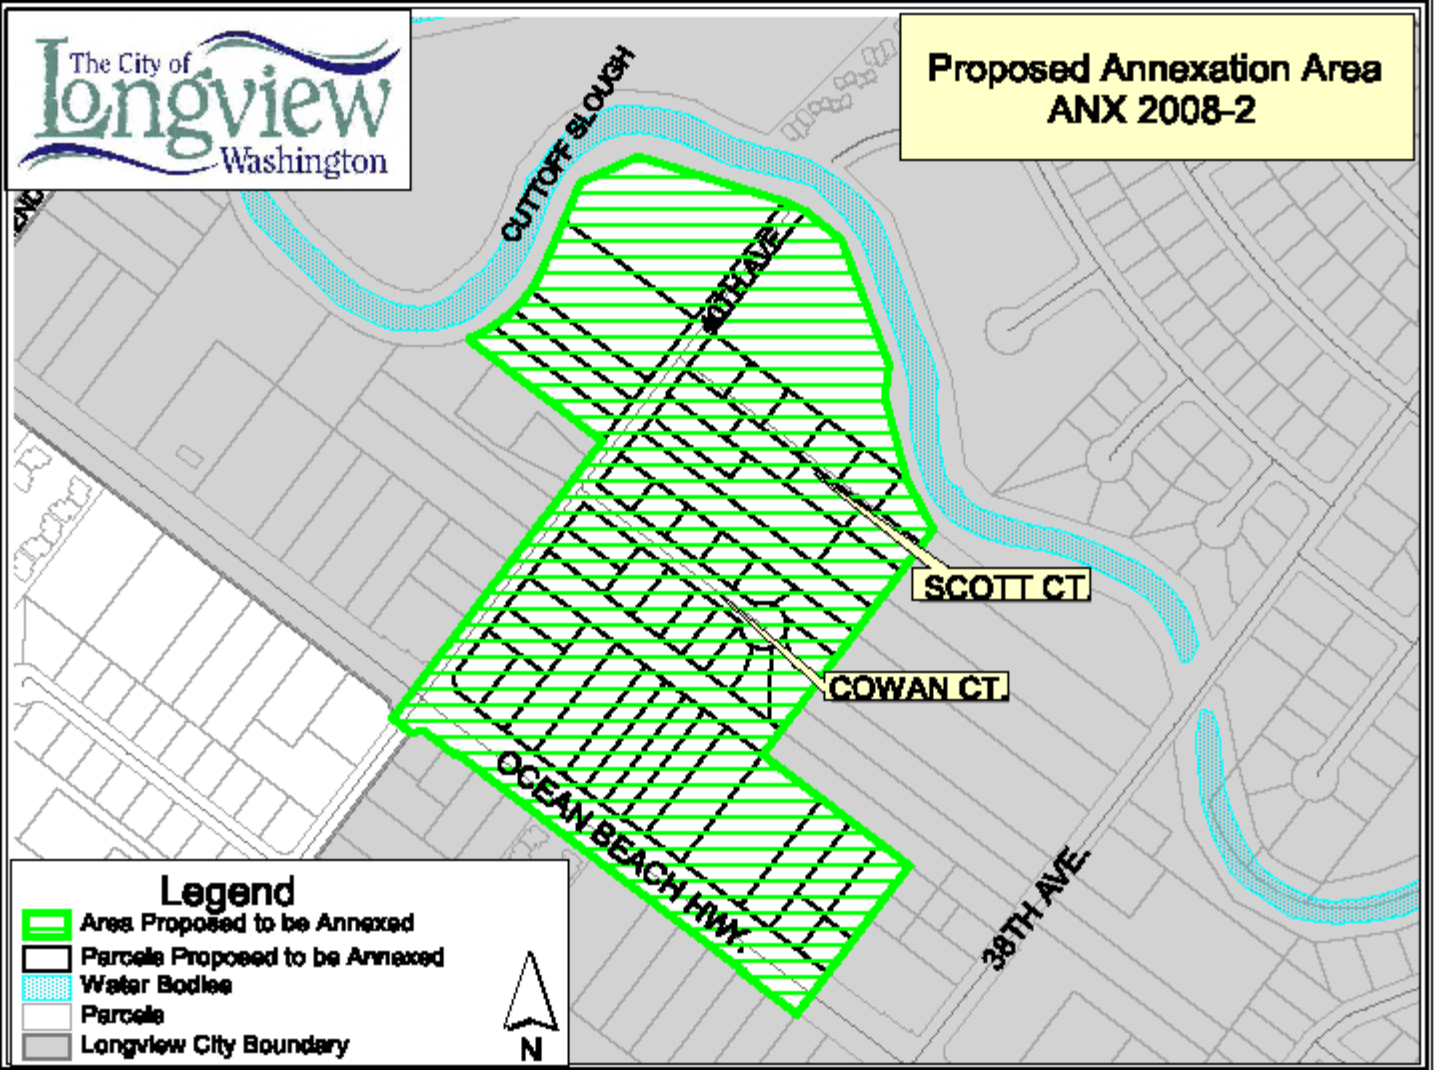 The City of
Longview
Washington
Proposed Annexation Area
ANX 2008-2
CUTTOFF SLOUGH
40TH AVE.
SCOTT CT.
COWAN CT.
OCEAN BEACH HWY.
38TH AVE.
Legend
Area Proposed to be Annexed
Parcels Proposed to be Annexed
Water Bodies
Parcels
Longview City Boundary
N